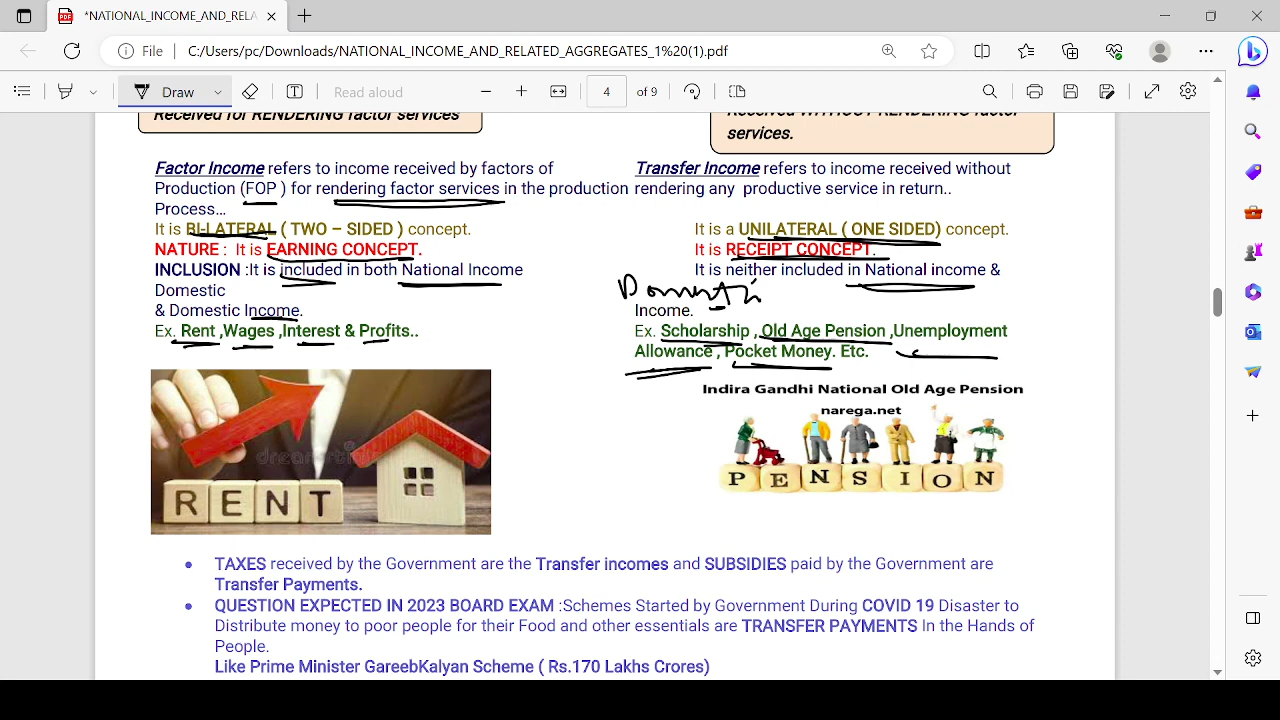 *NATIONAL_INCOME_AND_RELA
File
C:/Users/pc/Downloads/NATIONAL_INCOME_AND_RELATED_AGGREGATES_1%20(1).pdf
Draw
Read aloud
4 of 9
Received for RENDERING factor services
Received WITHOUT RENDERING factor
services.
Factor Income refers to income received by factors of
Production (FOP ) for rendering factor services in the production
Process...
It is BI-LATERAL ( TWO – SIDED ) concept.
NATURE : It is EARNING CONCEPT.
INCLUSION :It is included in both National Income
Domestic
& Domestic Income.
Ex. Rent ,Wages ,Interest & Profits..
Transfer Income refers to income received without
rendering any productive service in return..
It is a UNILATERAL ( ONE SIDED) concept.
It is RECEIPT CONCEPT.
It is neither included in National income &
Domestic
Income.
Ex. Scholarship , Old Age Pension ,Unemployment
Allowance , Pocket Money. Etc.
RENT
dreamstime
Indira Gandhi National Old Age Pension
narega.net
PENSION
• TAXES received by the Government are the Transfer incomes and SUBSIDIES paid by the Government are
Transfer Payments.
• QUESTION EXPECTED IN 2023 BOARD EXAM :Schemes Started by Government During COVID 19 Disaster to
Distribute money to poor people for their Food and other essentials are TRANSFER PAYMENTS In the Hands of
People.
Like Prime Minister GareebKalyan Scheme ( Rs.170 Lakhs Crores)